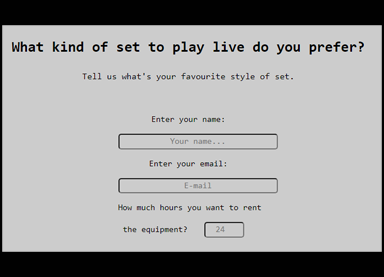 What kind of set to play live do you prefer?
Tell us what's your favourite style of set.
Enter your name:
Your name...
Enter your email:
E-mail
How much hours you want to rent
the equipment? 24